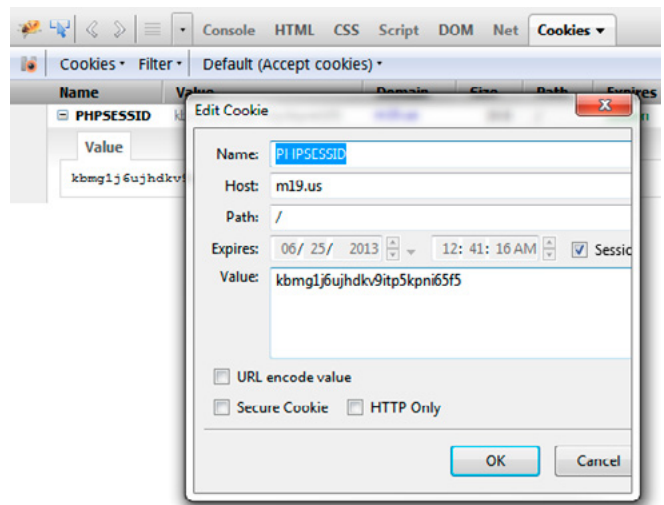 Console HTML CSS Script DOM Net Cookies
Cookies Filter Default (Accept cookies)
Name
PHPSESSID
Edit Cookie
Value
kbmg1j6ujhdkv
Name: PHPSESSID
Host: m19.us
Path: /
Expires: 06/ 25/ 2013 12: 41: 16 AM
Value: kbmg1j6ujhdkv9itp5kpni65f5
URL encode value
Secure Cookie HTTP Only
OK Cancel